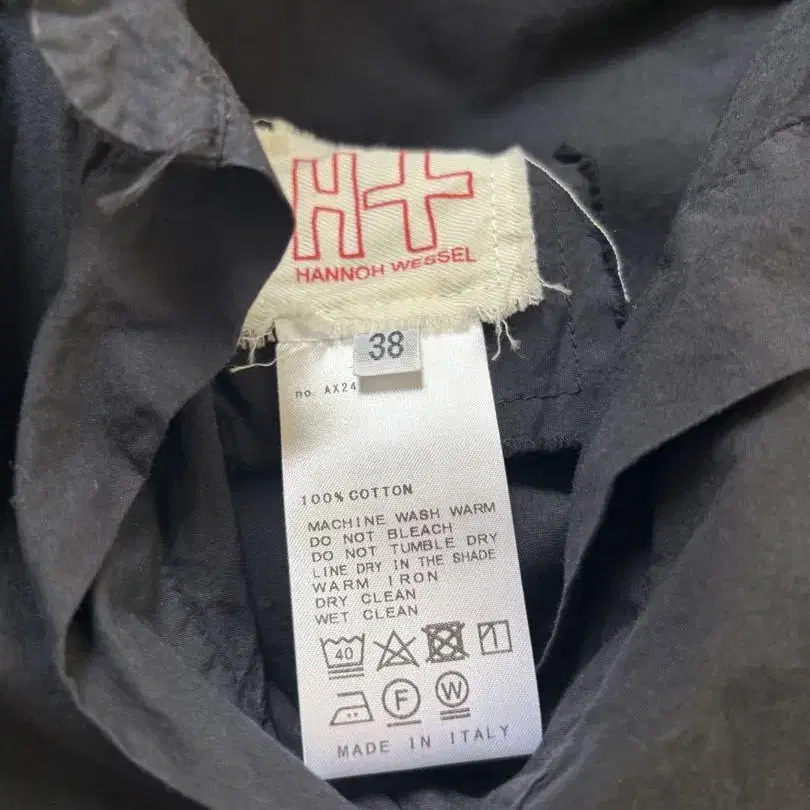 H+
HANNOH WESSEL
38
no. AX24
100% COTTON
MACHINE WASH WARM
DO NOT BLEACH
DO NOT TUMBLE DRY
LINE DRY IN THE SHADE
WARM IRON
DRY CLEAN
WET CLEAN
40
F W
MADE IN ITALY